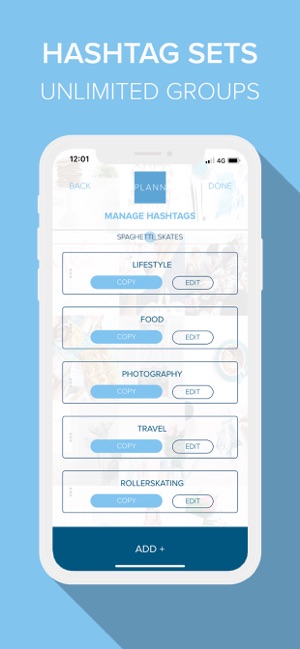 HASHTAG SETS
UNLIMITED GROUPS
12:01 4G
BACK PLANN DONE
MANAGE HASHTAGS
SPAGHETTI_SKATES
LIFESTYLE
COPY EDIT
FOOD
COPY EDIT
PHOTOGRAPHY
COPY EDIT
TRAVEL
COPY EDIT
ROLLERSKATING
COPY EDIT
ADD +